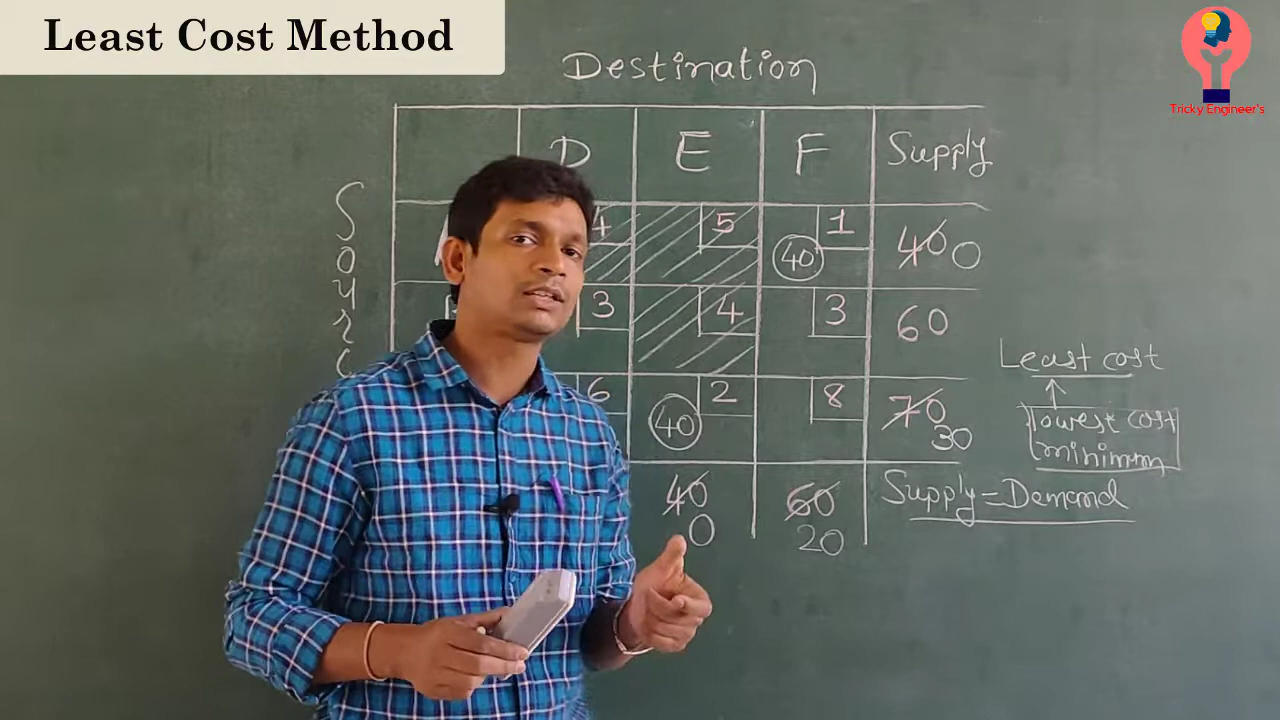 Least Cost Method
Tricky Engineer's
Destination
D E F Supply
4 5 1 40 40 0
3 4 3 60
6 2 8 40 70 30
40 0 60 20
Supply = Demand
Least cost
lowest cost
minimm
S
o
u
r
c